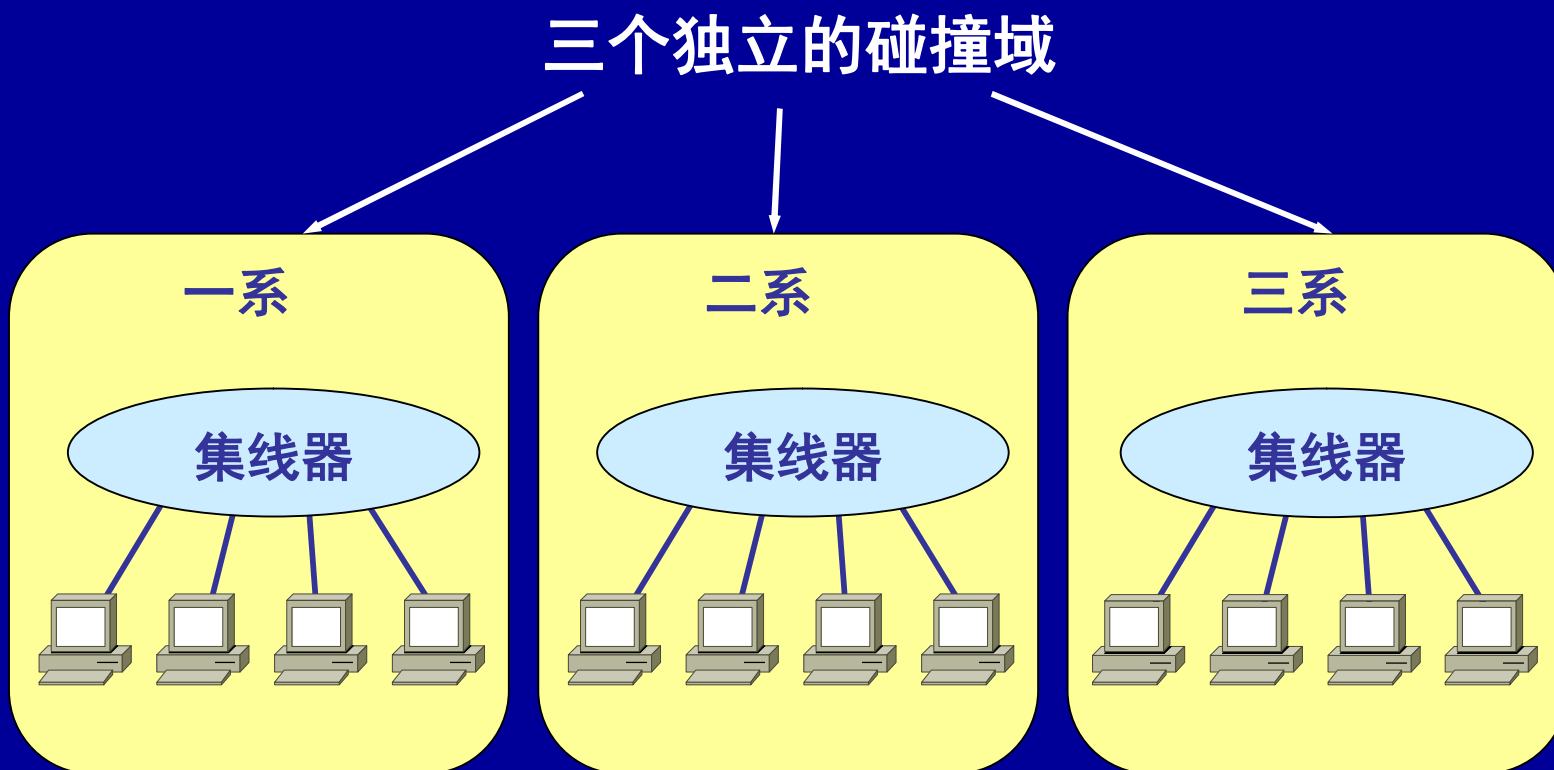 三个独立的碰撞域
一系
二系
三系
集线器
集线器
集线器